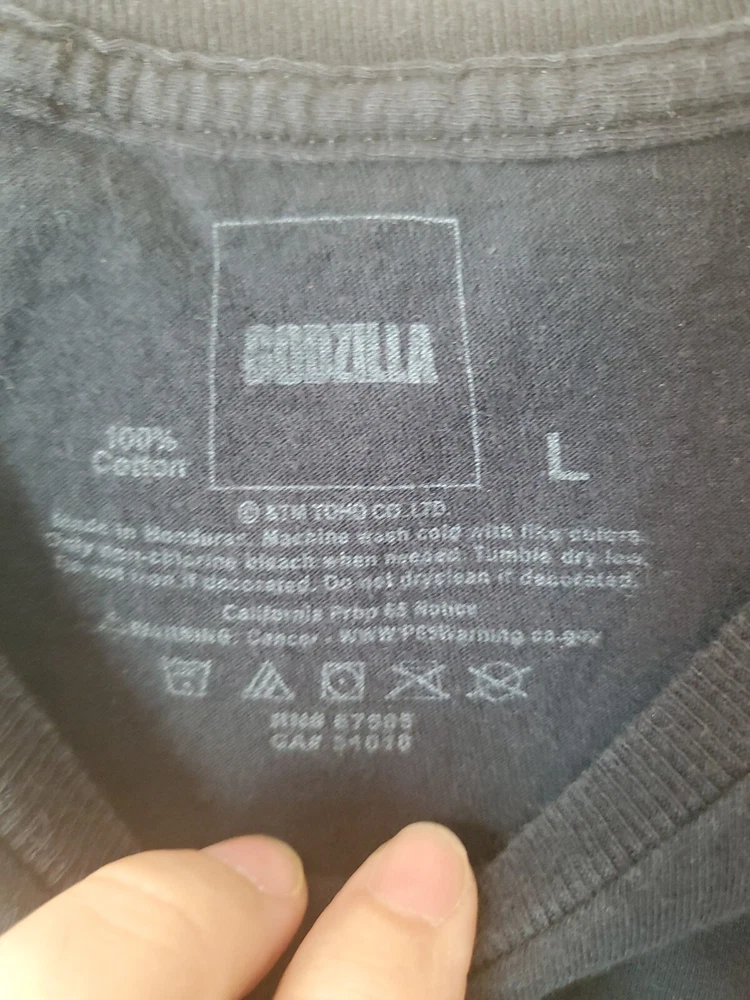 GODZILLA
100%
Cotton
L
© & TM TOHO CO., LTD.
Made in Honduras. Machine wash cold with like colors.
Only non-chlorine bleach when needed. Tumble dry low.
Do not iron if decorated. Do not dryclean if decorated.
California Prop 65 Notice
WARNING: Cancer - www.P65Warning.ca.gov
RN# 67505
CA#